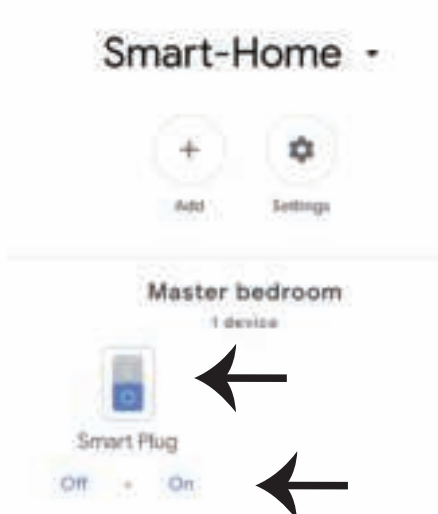 Smart-Home
Add Settings
Master bedroom
1 device
Smart Plug
Off • On